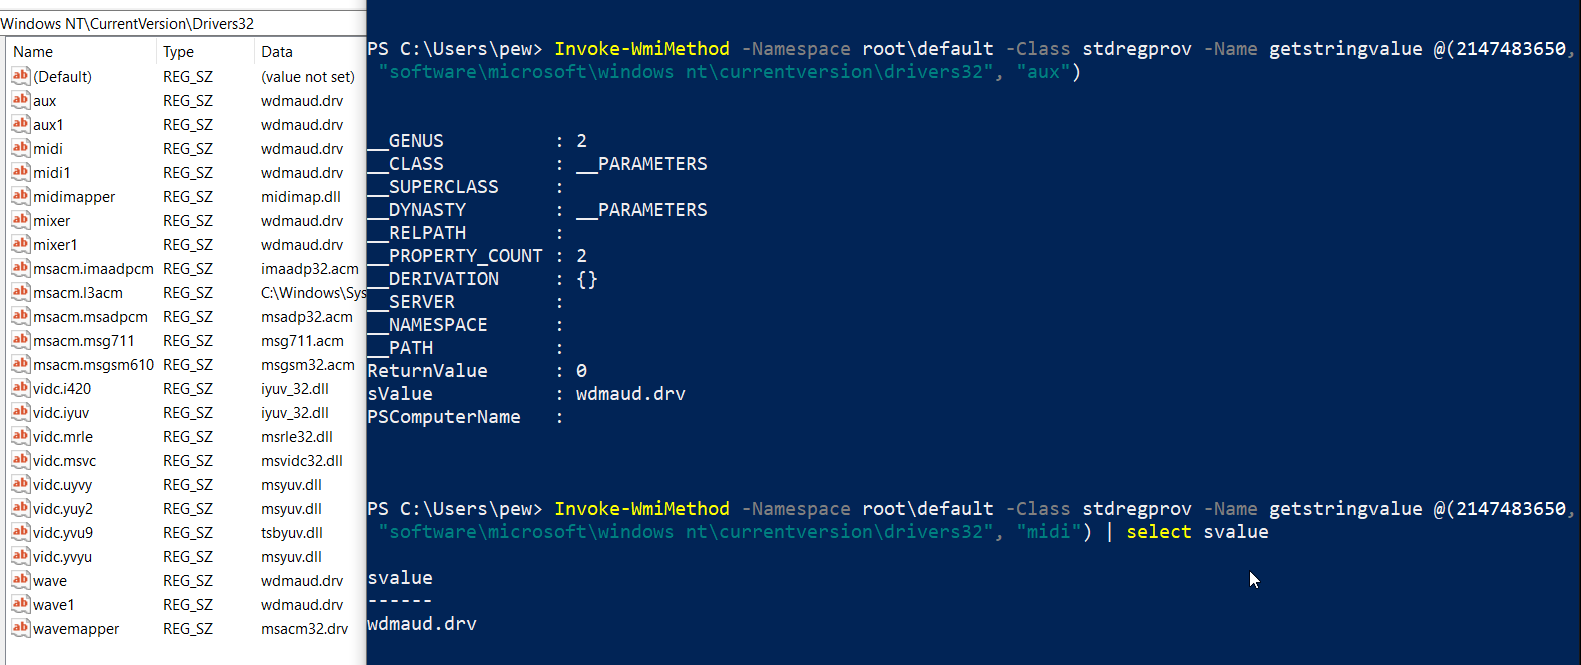 Windows NT\CurrentVersion\Drivers32
Name Type Data
(Default) REG_SZ (value not set)
aux REG_SZ wdmaud.drv
aux1 REG_SZ wdmaud.drv
midi REG_SZ wdmaud.drv
midi1 REG_SZ wdmaud.drv
midimapper REG_SZ midimap.dll
mixer REG_SZ wdmaud.drv
mixer1 REG_SZ wdmaud.drv
msacm.imaadpcm REG_SZ imaadp32.acm
msacm.l3acm REG_SZ C:\Windows\Sys
msacm.msadpcm REG_SZ msadp32.acm
msacm.msg711 REG_SZ msg711.acm
msacm.msgsm610 REG_SZ msgsm32.acm
vidc.i420 REG_SZ iyuv_32.dll
vidc.iyuv REG_SZ iyuv_32.dll
vidc.mrle REG_SZ msrle32.dll
vidc.msvc REG_SZ msvidc32.dll
vidc.uyvy REG_SZ msyuv.dll
vidc.yuy2 REG_SZ msyuv.dll
vidc.yvu9 REG_SZ tsbyuv.dll
vidc.yvyu REG_SZ msyuv.dll
wave REG_SZ wdmaud.drv
wave1 REG_SZ wdmaud.drv
wavemapper REG_SZ msacm32.drv
PS C:\Users\pew> Invoke-WmiMethod -Namespace root\default -Class stdregprov -Name getstringvalue @(2147483650,
"software\microsoft\windows nt\currentversion\drivers32", "aux")
__GENUS : 2
__CLASS : __PARAMETERS
__SUPERCLASS :
__DYNASTY : __PARAMETERS
__RELPATH :
__PROPERTY_COUNT : 2
__DERIVATION : {}
__SERVER :
__NAMESPACE :
__PATH :
ReturnValue : 0
sValue : wdmaud.drv
PSComputerName :
PS C:\Users\pew> Invoke-WmiMethod -Namespace root\default -Class stdregprov -Name getstringvalue @(2147483650,
"software\microsoft\windows nt\currentversion\drivers32", "midi") | select svalue
svalue
------
wdmaud.drv